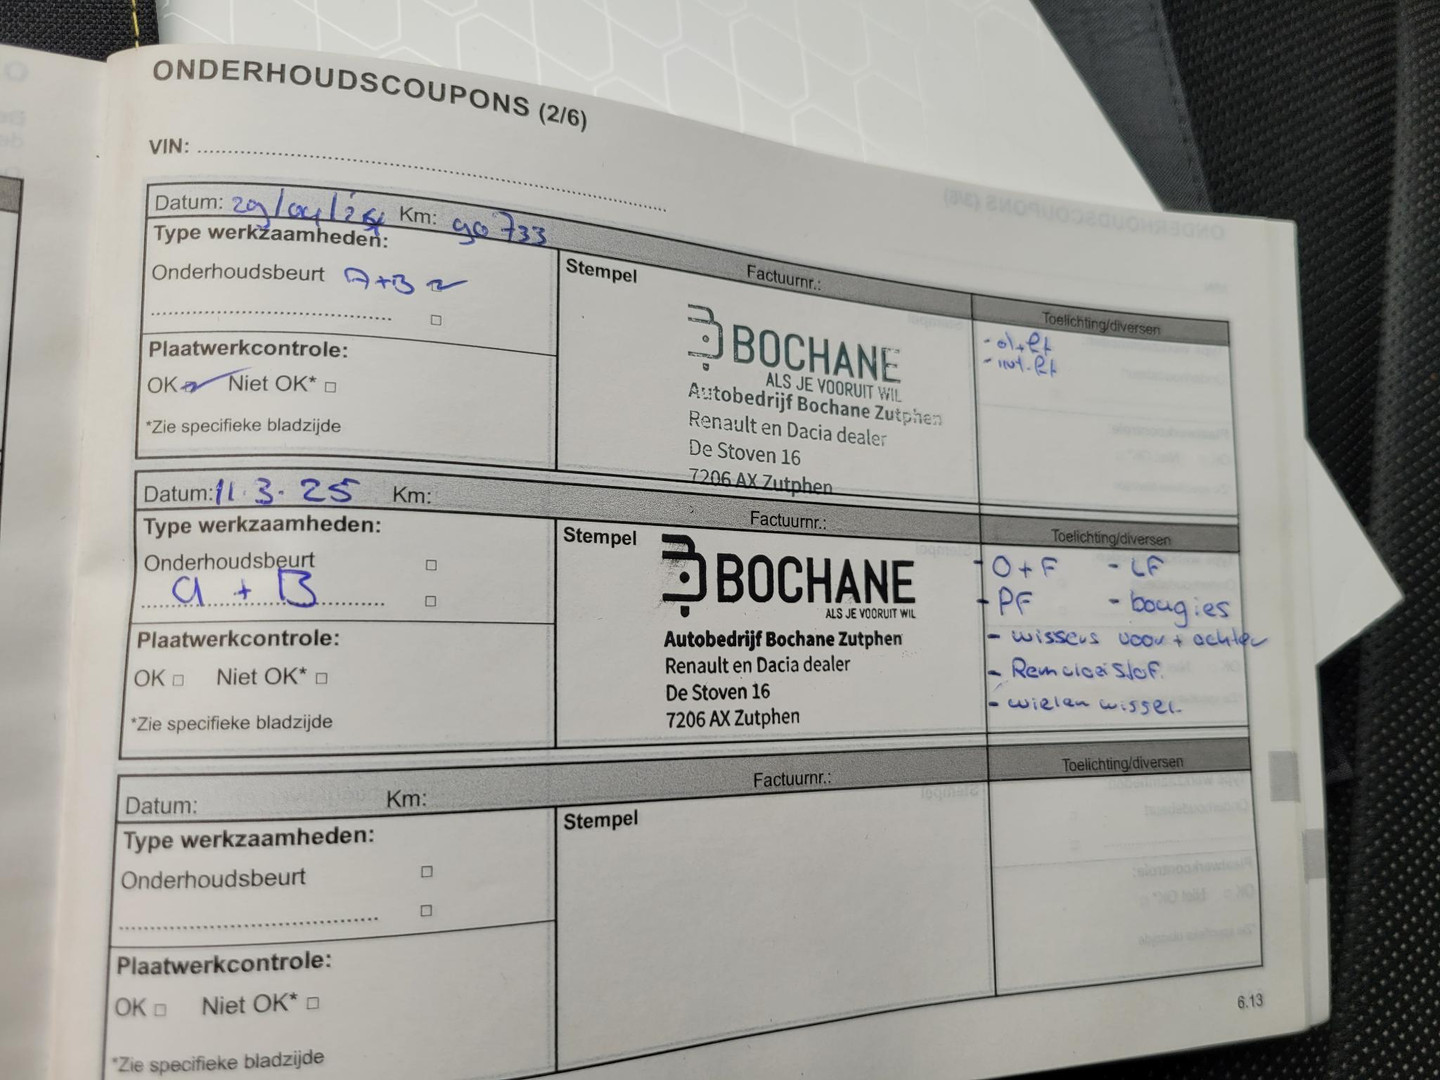 ONDERHOUDSCOUPONS (2/6)
VIN:
Datum: 29/04/24 Km: 90 733
Type werkzaamheden:
Onderhoudsbeurt A+B
Plaatwerkcontrole:
OK Niet OK*
*Zie specifieke bladzijde
Stempel
Factuurnr.:
BOCHANE
ALS JE VOORUIT WIL
Autobedrijf Bochane Zutphen
Renault en Dacia dealer
De Stoven 16
7206 AX Zutphen
Toelichting/diversen
Datum: 11.3.25 Km:
Type werkzaamheden:
Onderhoudsbeurt
a + B
Plaatwerkcontrole:
OK Niet OK*
*Zie specifieke bladzijde
Stempel
Factuurnr.:
BOCHANE
ALS JE VOORUIT WIL
Autobedrijf Bochane Zutphen
Renault en Dacia dealer
De Stoven 16
7206 AX Zutphen
Toelichting/diversen
- O+F - LF
- PF - bougies
- wissers voor + achter
- Remvloeistof.
- wielen wissel
Datum: Km:
Type werkzaamheden:
Onderhoudsbeurt
Plaatwerkcontrole:
OK Niet OK*
*Zie specifieke bladzijde
Stempel
Factuurnr.:
Toelichting/diversen
6.13